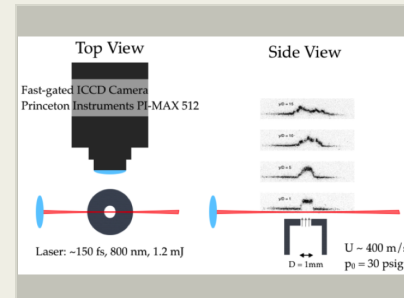 Top View
Side View
Fast-gated ICCD Camera
Princeton Instruments PI-MAX 512
Laser: ~150 fs, 800 nm, 1.2 mJ
D = 1mm
U ~ 400 m/s
p₀ = 30 psig